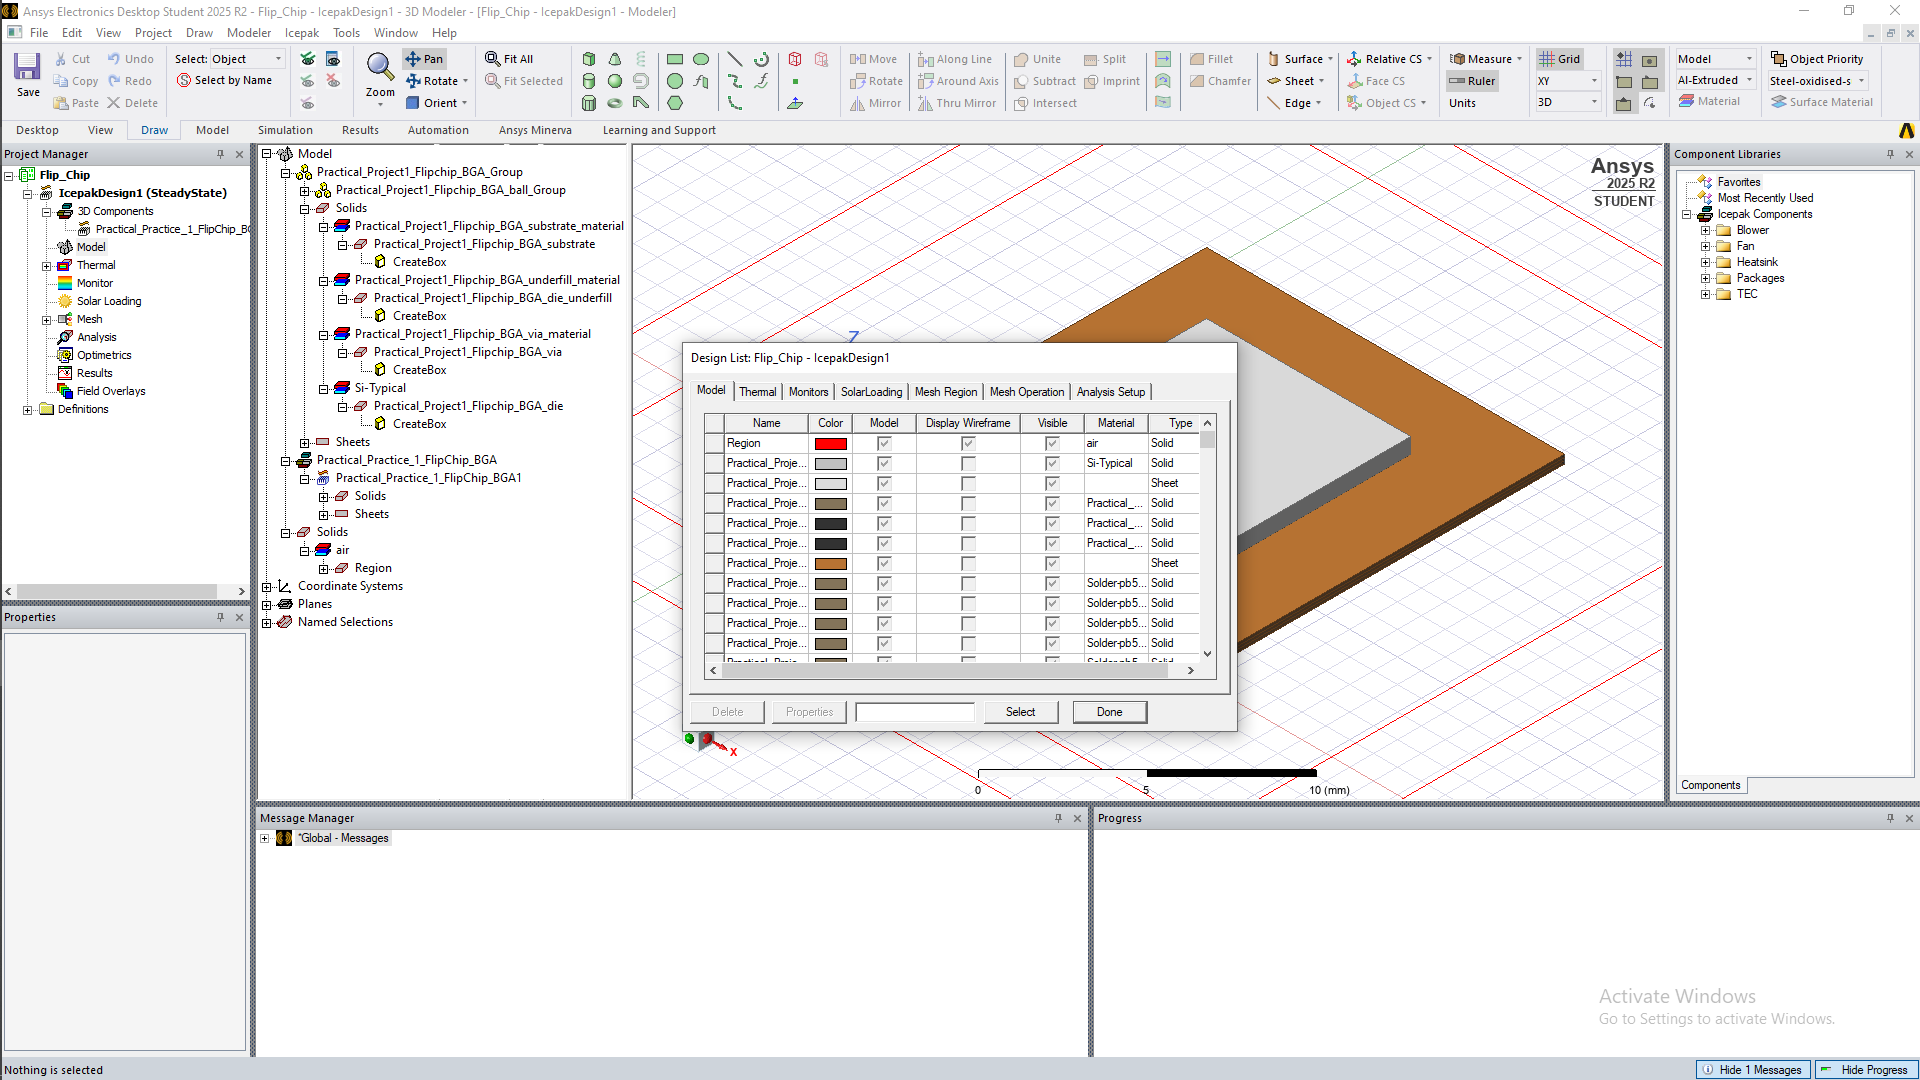 Ansys Electronics Desktop Student 2025 R2 - Flip_Chip - IcepakDesign1 - 3D Modeler - [Flip_Chip - IcepakDesign1 - Modeler]
File Edit View Project Draw Modeler Icepak Tools Window Help
Save
Cut
Copy
Paste
Undo
Redo
Delete
Select: Object
Select by Name
Zoom
Pan
Rotate
Orient
Fit All
Fit Selected
Move
Rotate
Mirror
Along Line
Around Axis
Thru Mirror
Unite
Subtract
Intersect
Split
Imprint
Fillet
Chamfer
Surface
Sheet
Edge
Relative CS
Face CS
Object CS
Measure
Ruler
Units
Grid
XY
3D
Model
Al-Extruded
Material
Object Priority
Steel-oxidised-s
Surface Material
Desktop View Draw Model Simulation Results Automation Ansys Minerva Learning and Support
Project Manager
Flip_Chip
IcepakDesign1 (SteadyState)
3D Components
Practical_Practice_1_FlipChip_BG
Model
Thermal
Monitor
Solar Loading
Mesh
Analysis
Optimetrics
Results
Field Overlays
Definitions
Properties
Model
Practical_Project1_Flipchip_BGA_Group
Practical_Project1_Flipchip_BGA_ball_Group
Solids
Practical_Project1_Flipchip_BGA_substrate_material
Practical_Project1_Flipchip_BGA_substrate
CreateBox
Practical_Project1_Flipchip_BGA_underfill_material
Practical_Project1_Flipchip_BGA_die_underfill
CreateBox
Practical_Project1_Flipchip_BGA_via_material
Practical_Project1_Flipchip_BGA_via
CreateBox
Si-Typical
Practical_Project1_Flipchip_BGA_die
CreateBox
Sheets
Practical_Practice_1_FlipChip_BGA
Practical_Practice_1_FlipChip_BGA1
Solids
Sheets
Solids
air
Region
Coordinate Systems
Planes
Named Selections
Ansys
2025 R2
STUDENT
Z
Design List: Flip_Chip - IcepakDesign1
Model Thermal Monitors SolarLoading Mesh Region Mesh Operation Analysis Setup
Name Color Model Display Wireframe Visible Material Type
Region air Solid
Practical_Proje... Si-Typical Solid
Practical_Proje... Sheet
Practical_Proje... Practical_... Solid
Practical_Proje... Practical_... Solid
Practical_Proje... Practical_... Solid
Practical_Proje... Sheet
Practical_Proje... Solder-pb5... Solid
Practical_Proje... Solder-pb5... Solid
Practical_Proje... Solder-pb5... Solid
Practical_Proje... Solder-pb5... Solid
Practical_Proje... Solder-pb5... Solid
Delete Properties Select Done
X
0 5 10 (mm)
Component Libraries
Favorites
Most Recently Used
Icepak Components
Blower
Fan
Heatsink
Packages
TEC
Components
Message Manager
*Global - Messages
Progress
Activate Windows
Go to Settings to activate Windows.
Nothing is selected
Hide 1 Messages
Hide Progress